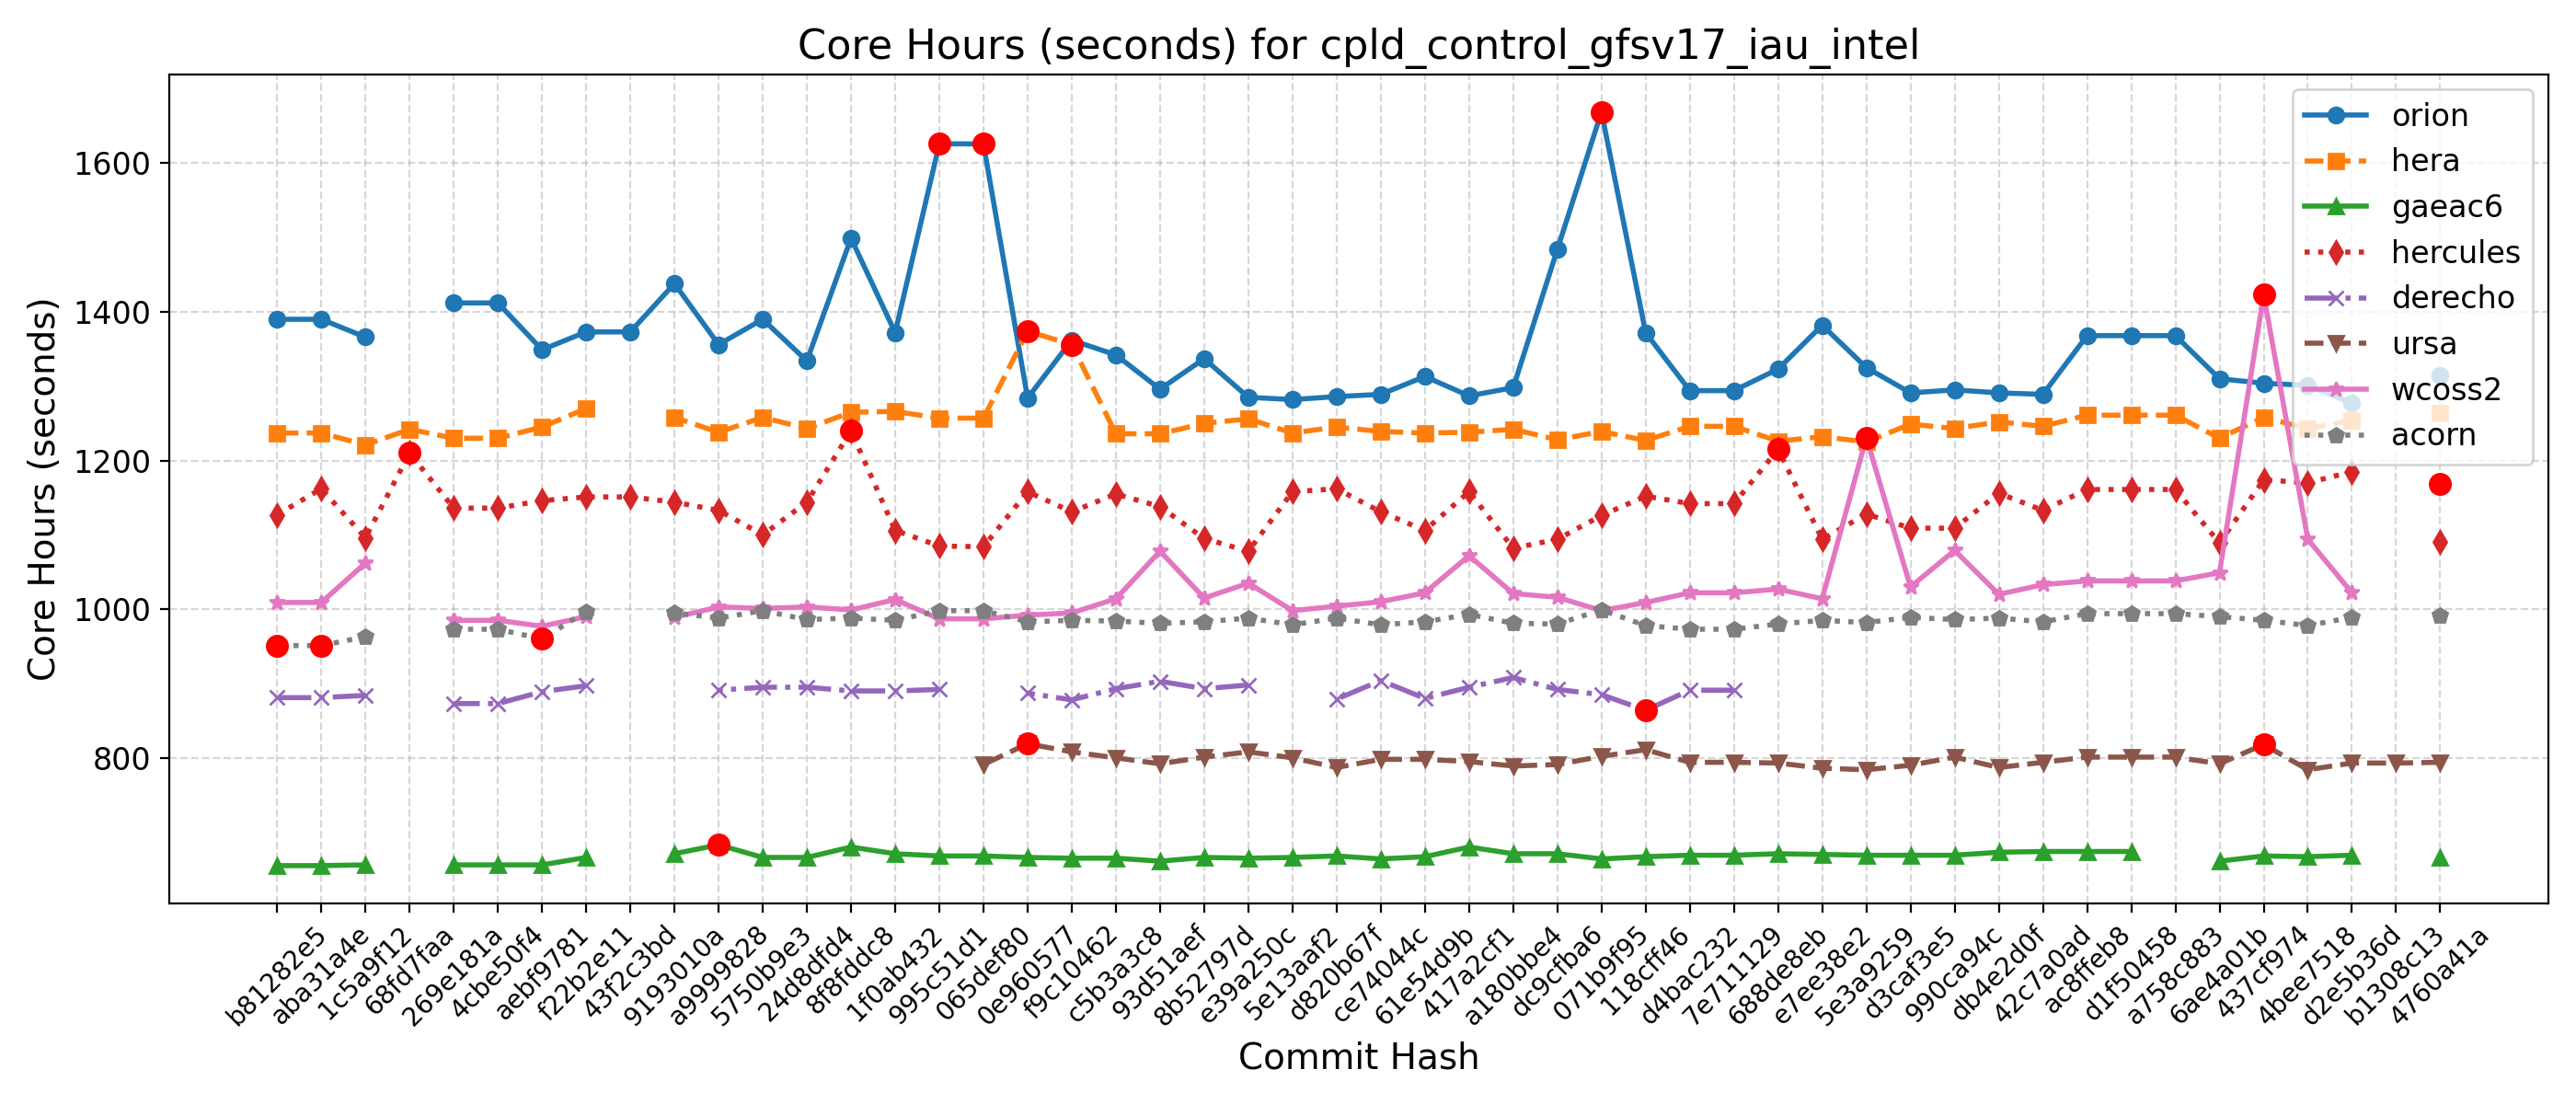 Core Hours (seconds) for cpld_control_gfsv17_iau_intel
Core Hours (seconds)
1600
1400
1200
1000
800
orion
hera
gaeac6
hercules
derecho
ursa
wcoss2
acorn
b81282e5
aba31a4e
1c5a9f12
68fd7faa
269e181a
4cbe50f4
aebf9781
f22b2e11
43f2c3bd
9193010a
a9999828
5750b9e3
24d8dfd4
8f8fddc8
1f0ab432
995c51d1
065def80
0e960577
f9c10462
c5b3a3c8
93d51aef
8b52797d
e39a250c
5e13aaf2
d820b67f
ce74044c
61e54d9b
417a2cf1
a180bbe4
dc9cfba6
071b9f95
118cff46
d4bac232
7e711129
688de8eb
e7ee38e2
5e3a9259
d3caf3e5
990ca94c
db4e2d0f
42c7a0ad
ac8ffeb8
d1f50458
a758c883
6ae4a01b
437cf974
4bee7518
d2e5b36d
b1308c13
4760a41a
Commit Hash